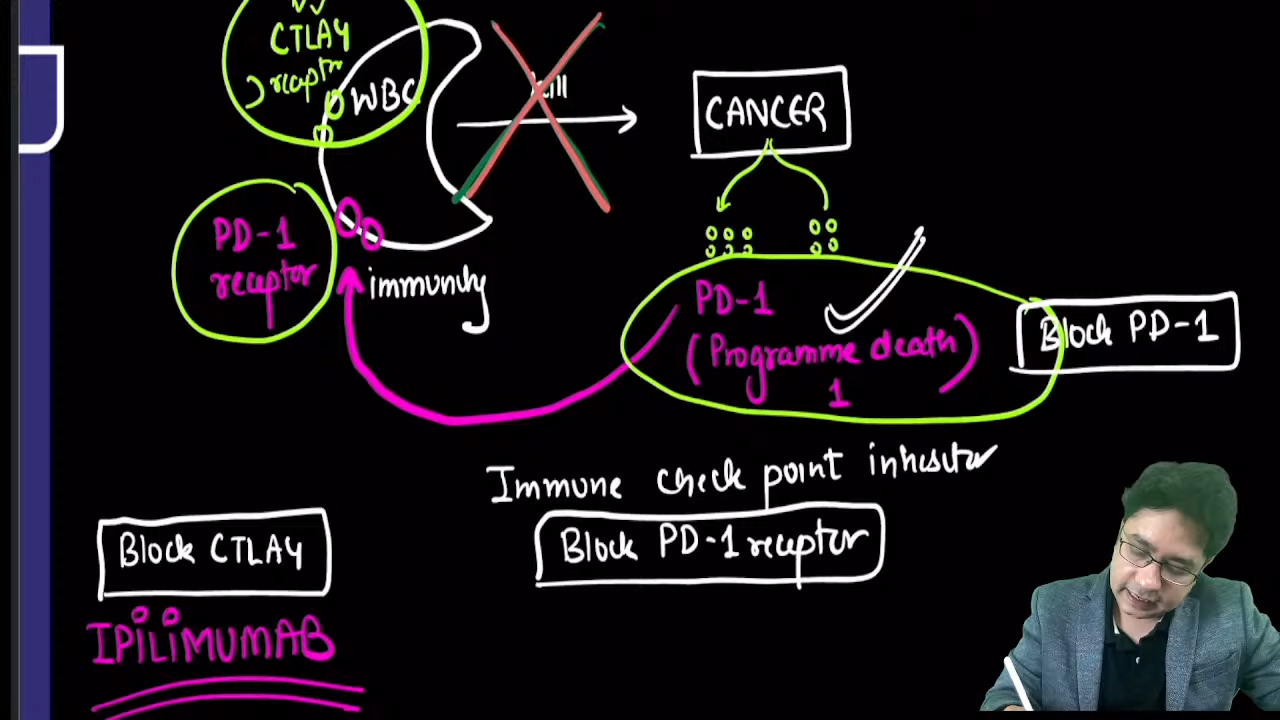 CTLA4
receptr
WBC
kill
CANCER
PD-1
receptor
immunity
PD-1
(Programme death)
1
Block PD-1
Immune check point inhibitor
Block PD-1 receptor
Block CTLA4
IPILIMUMAB